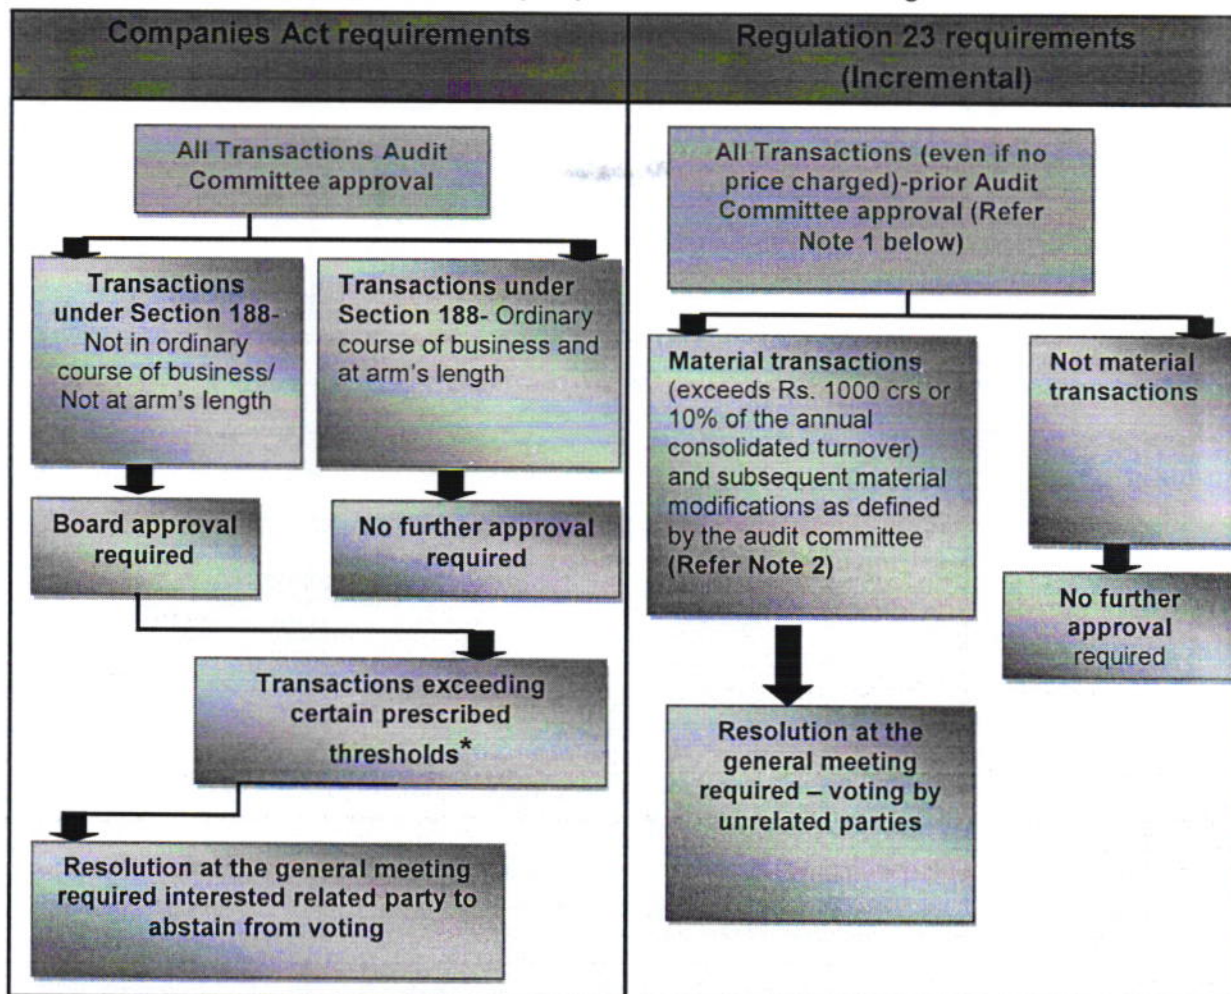 Companies Act requirements
Regulation 23 requirements
(Incremental)
All Transactions Audit
Committee approval
Transactions
under Section 188-
Not in ordinary
course of business/
Not at arm's length
Transactions under
Section 188- Ordinary
course of business and
at arm's length
Board approval
required
No further approval
required
Transactions exceeding
certain prescribed
thresholds*
Resolution at the general meeting
required interested related party to
abstain from voting
All Transactions (even if no
price charged)-prior Audit
Committee approval (Refer
Note 1 below)
Material transactions
(exceeds Rs. 1000 crs or
10% of the annual
consolidated turnover)
and subsequent material
modifications as defined
by the audit committee
(Refer Note 2)
Not material
transactions
No further
approval
required
Resolution at the
general meeting
required – voting by
unrelated parties